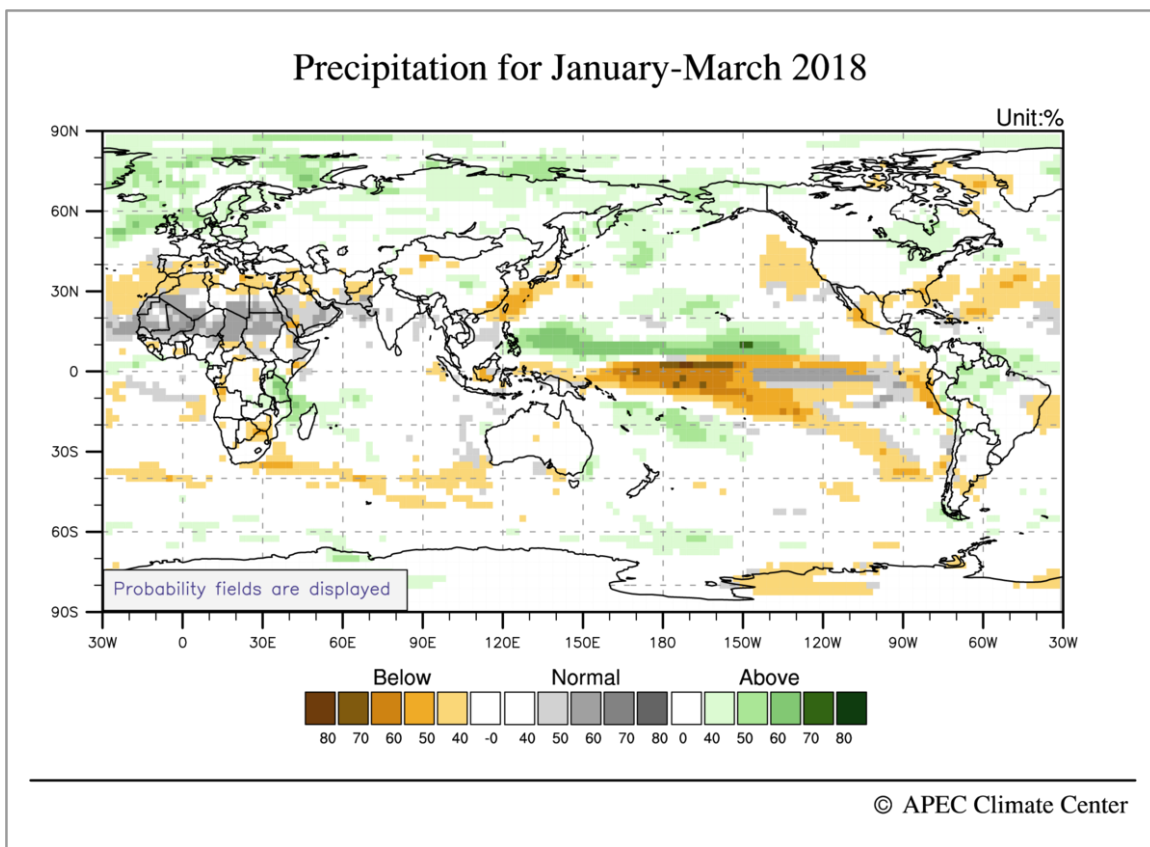 Precipitation for January-March 2018
Unit:%
90N
60N
30N
0
30S
60S
90S
Probability fields are displayed
30W 0 30E 60E 90E 120E 150E 180 150W 120W 90W 60W 30W
Below Normal Above
80 70 60 50 40 -0 40 50 60 70 80 0 40 50 60 70 80
© APEC Climate Center